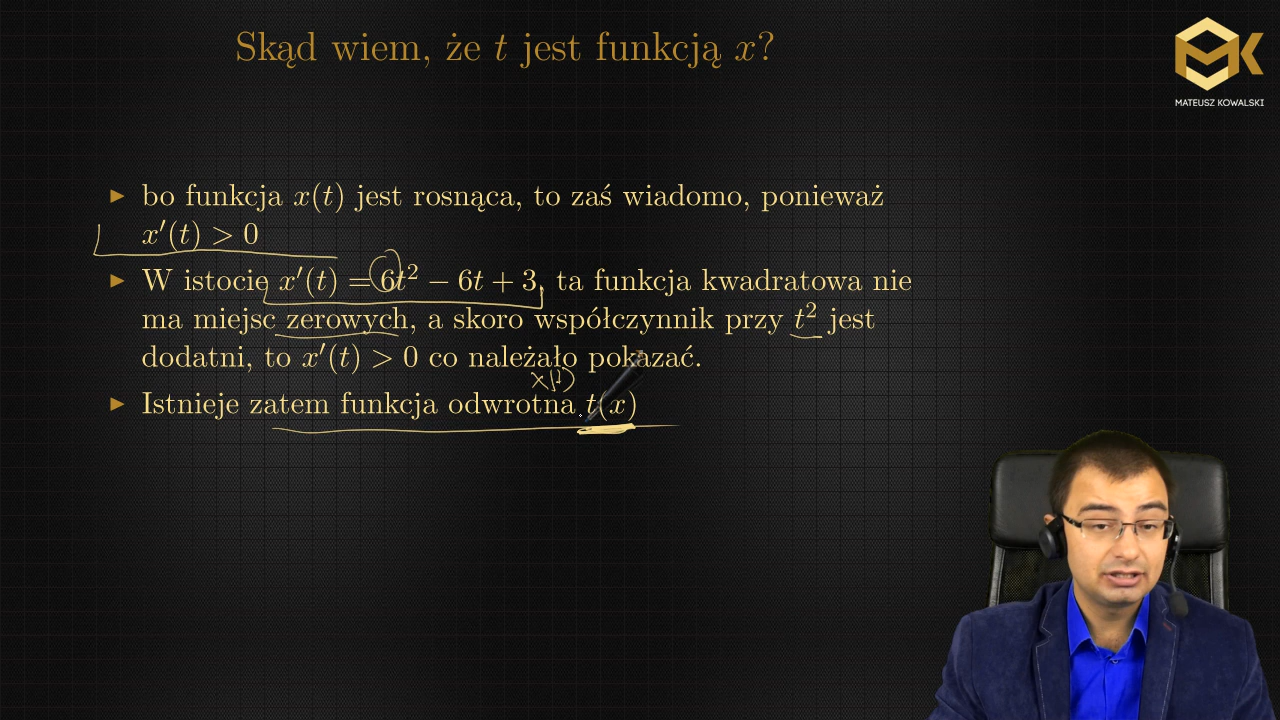 Skąd wiem, że t jest funkcją x?
MATEUSZ KOWALSKI
► bo funkcja x(t) jest rosnąca, to zaś wiadomo, ponieważ
x′(t) > 0
► W istocie x′(t) = 6t² − 6t + 3, ta funkcja kwadratowa nie
ma miejsc zerowych, a skoro współczynnik przy t² jest
dodatni, to x′(t) > 0 co należało pokazać.
x(t)
► Istnieje zatem funkcja odwrotna t(x)